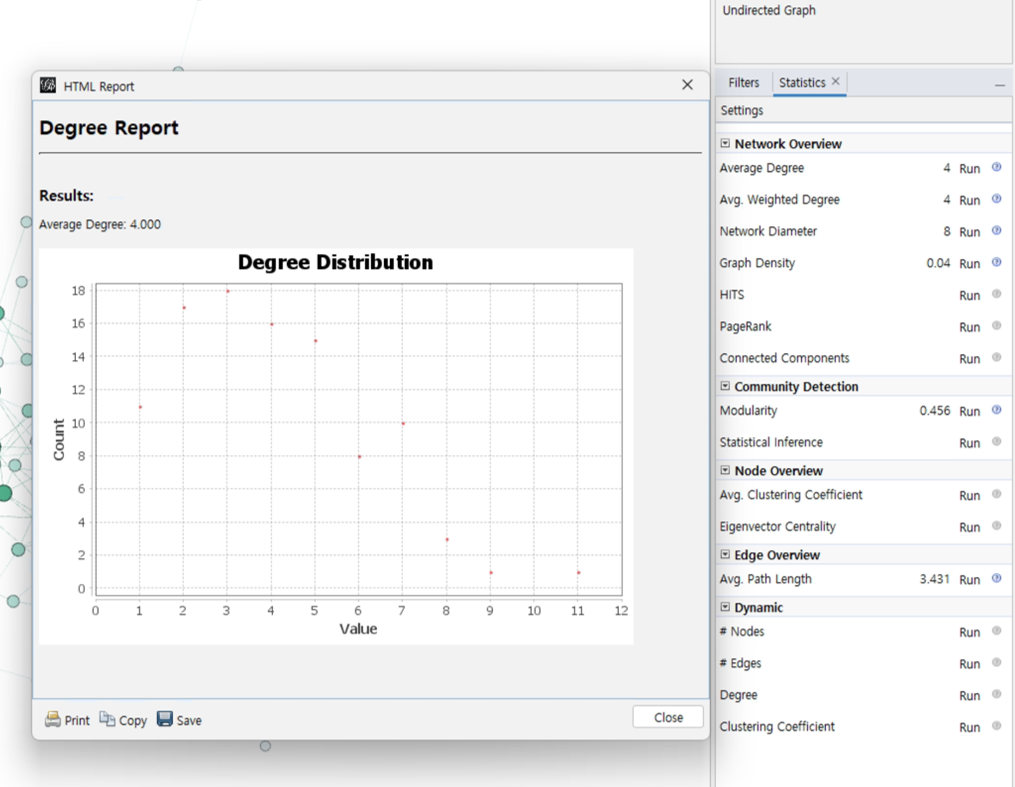 Undirected Graph
HTML Report
Degree Report
Results:
Average Degree: 4.000
Degree Distribution
18
16
14
12
10
8
6
4
2
0
Count
0 1 2 3 4 5 6 7 8 9 10 11 12
Value
Print Copy Save Close
Filters Statistics
Settings
Network Overview
Average Degree 4 Run
Avg. Weighted Degree 4 Run
Network Diameter 8 Run
Graph Density 0.04 Run
HITS Run
PageRank Run
Connected Components Run
Community Detection
Modularity 0.456 Run
Statistical Inference Run
Node Overview
Avg. Clustering Coefficient Run
Eigenvector Centrality Run
Edge Overview
Avg. Path Length 3.431 Run
Dynamic
# Nodes Run
# Edges Run
Degree Run
Clustering Coefficient Run